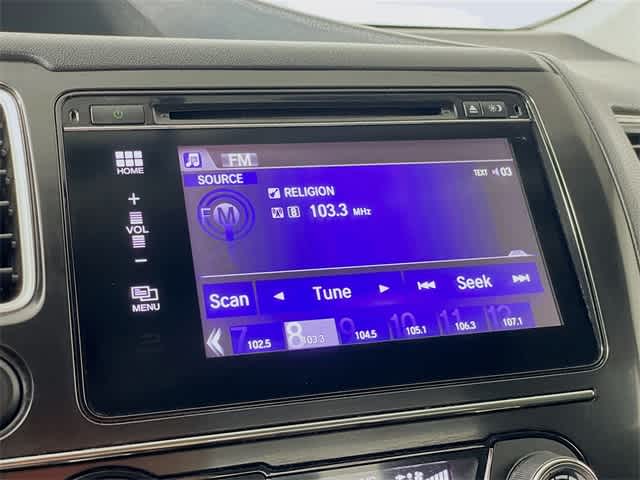 FM
HOME
SOURCE
TEXT 03
RELIGION
FM
8 103.3 MHz
+
VOL
−
Scan Tune Seek
MENU
7 102.5 8 103.3 9 104.5 10 105.1 11 106.3 12 107.1